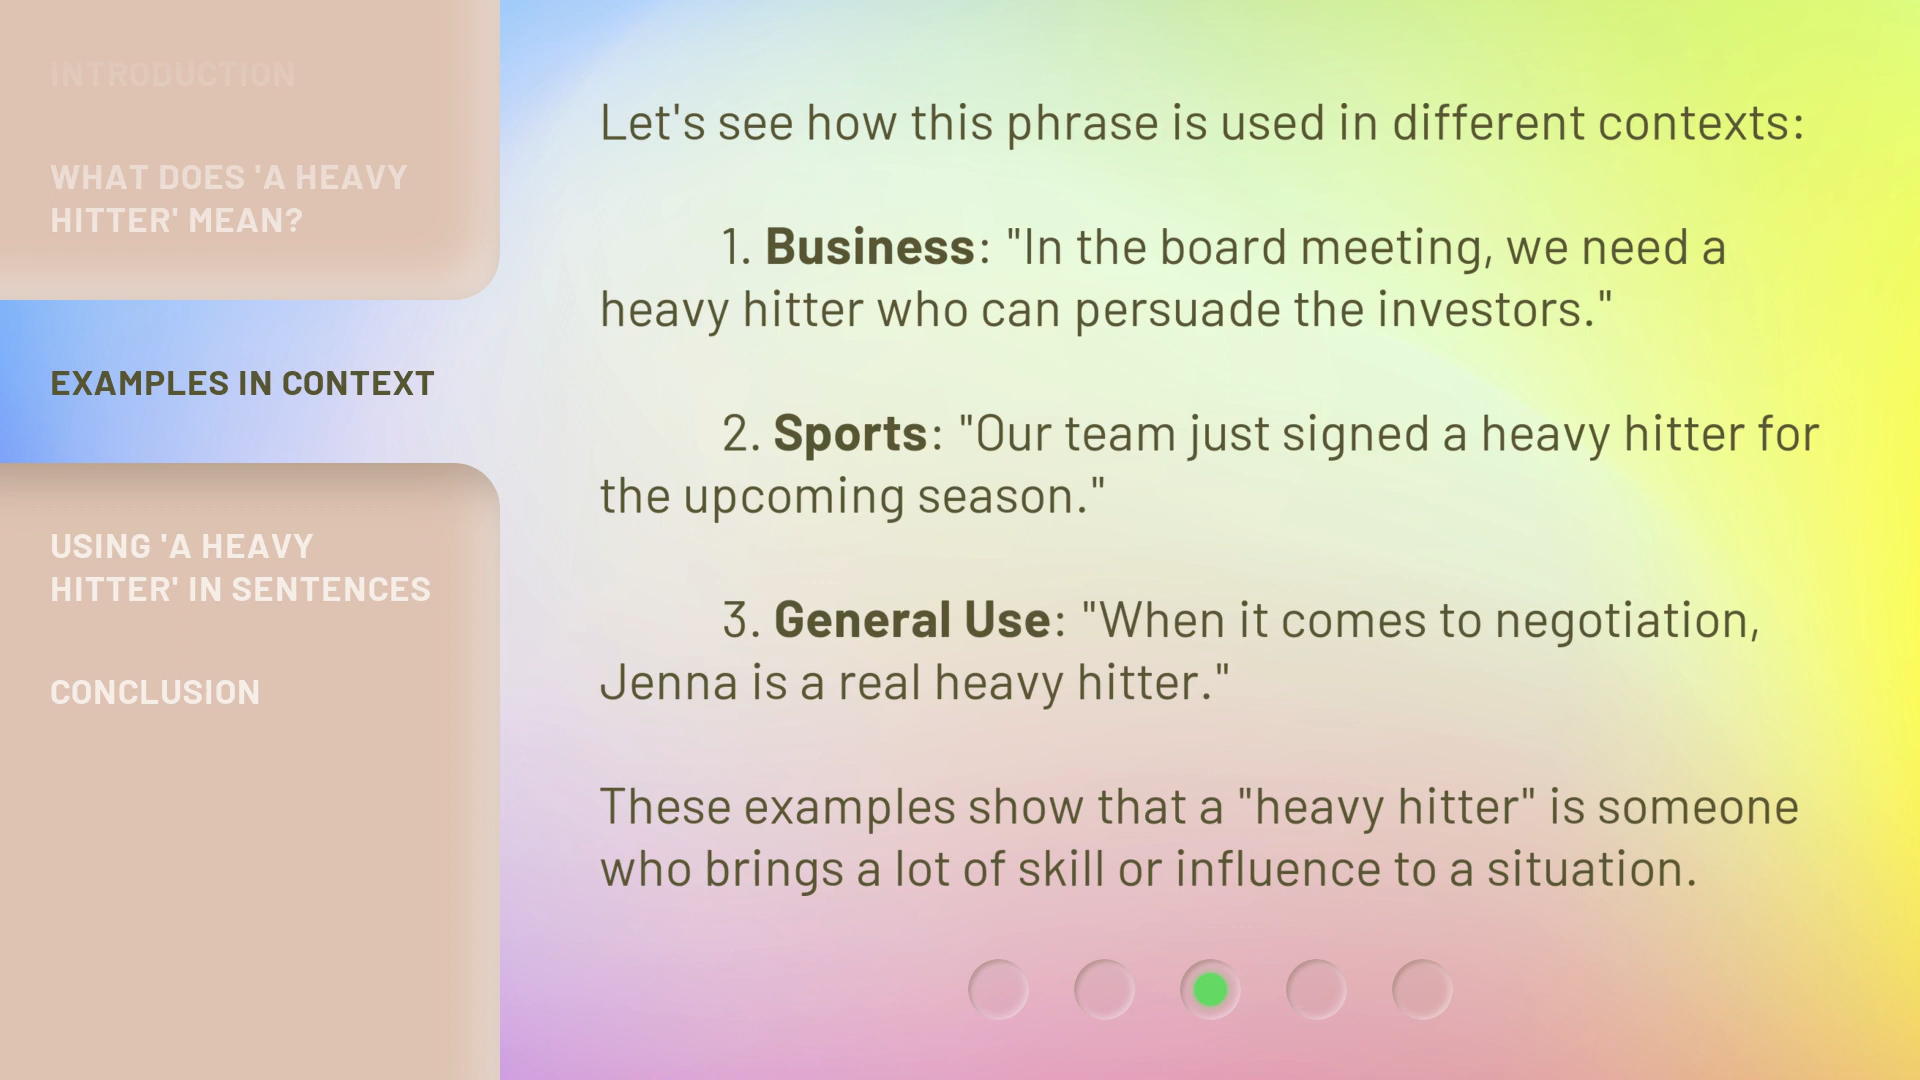 INTRODUCTION
WHAT DOES 'A HEAVY
HITTER' MEAN?
EXAMPLES IN CONTEXT
USING 'A HEAVY
HITTER' IN SENTENCES
CONCLUSION
Let's see how this phrase is used in different contexts:
1. Business: "In the board meeting, we need a
heavy hitter who can persuade the investors."
2. Sports: "Our team just signed a heavy hitter for
the upcoming season."
3. General Use: "When it comes to negotiation,
Jenna is a real heavy hitter."
These examples show that a "heavy hitter" is someone
who brings a lot of skill or influence to a situation.